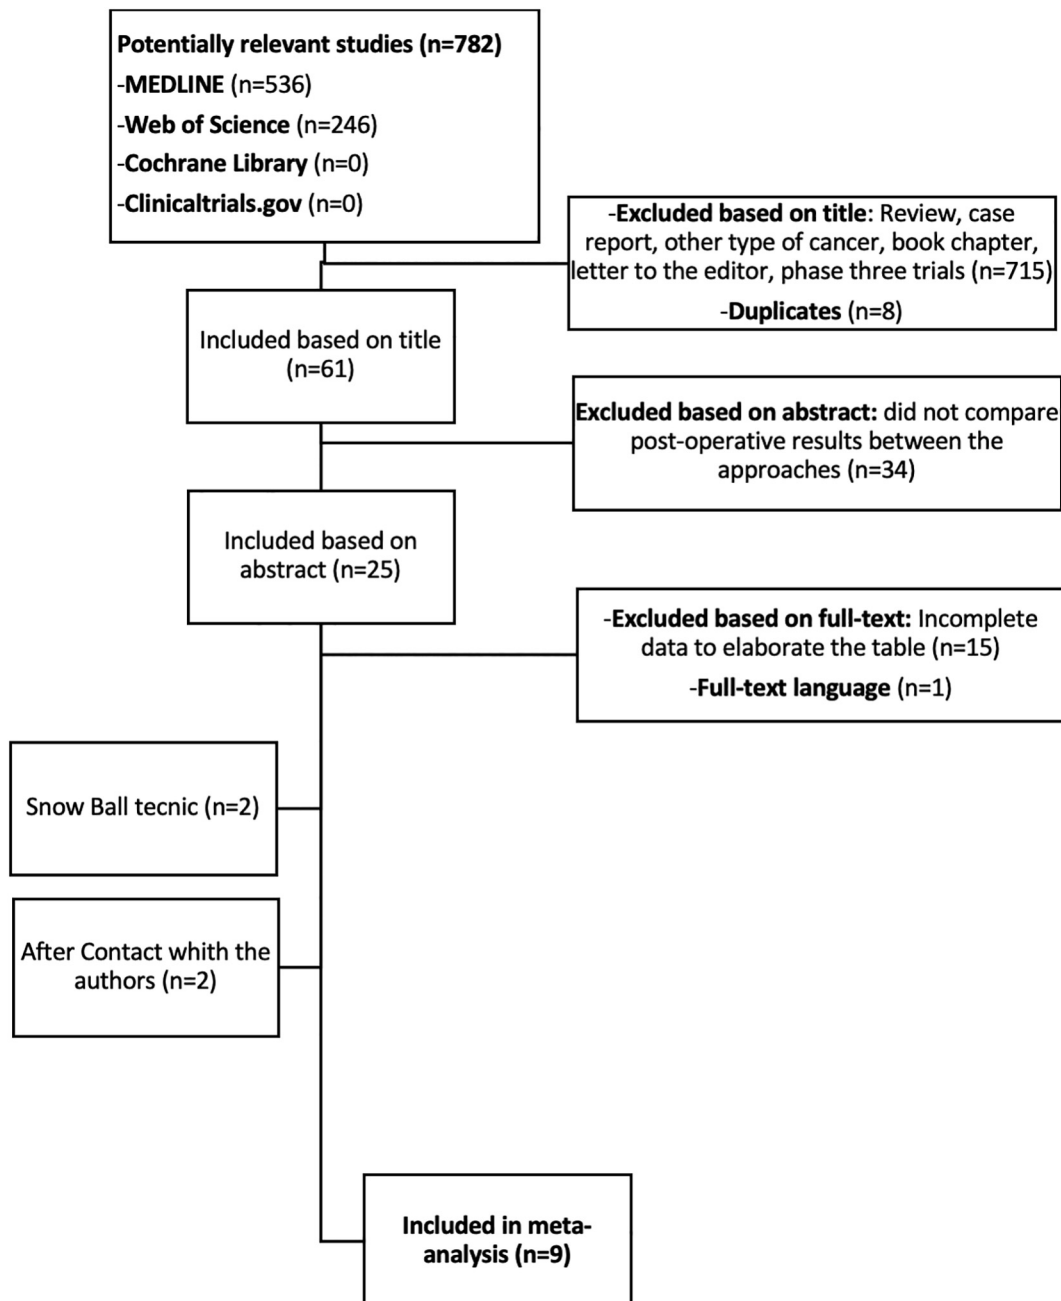 Potentially relevant studies (n=782)
-MEDLINE (n=536)
-Web of Science (n=246)
-Cochrane Library (n=0)
-Clinicaltrials.gov (n=0)
-Excluded based on title: Review, case
report, other type of cancer, book chapter,
letter to the editor, phase three trials (n=715)
-Duplicates (n=8)
Included based on title
(n=61)
Excluded based on abstract: did not compare
post-operative results between the
approaches (n=34)
Included based on
abstract (n=25)
-Excluded based on full-text: Incomplete
data to elaborate the table (n=15)
-Full-text language (n=1)
Snow Ball tecnic (n=2)
After Contact whith the
authors (n=2)
Included in meta-
analysis (n=9)